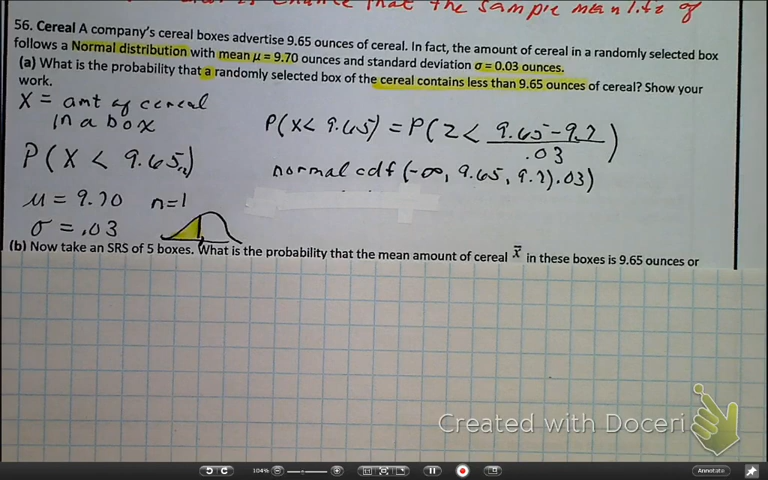 the sample mean
56. Cereal A company's cereal boxes advertise 9.65 ounces of cereal. In fact, the amount of cereal in a randomly selected box
follows a Normal distribution with mean μ = 9.70 ounces and standard deviation σ = 0.03 ounces.
(a) What is the probability that a randomly selected box of the cereal contains less than 9.65 ounces of cereal? Show your
work.
X = amt of cereal
in a box
P(X < 9.65)
μ = 9.70 n=1
σ = .03
P(X < 9.65) = P(Z < 9.65-9.7
.03 )
normal cdf (-∞, 9.65, 9.7, .03)
(b) Now take an SRS of 5 boxes. What is the probability that the mean amount of cereal x̄ in these boxes is 9.65 ounces or
Created with Doceri
104%
Annotate